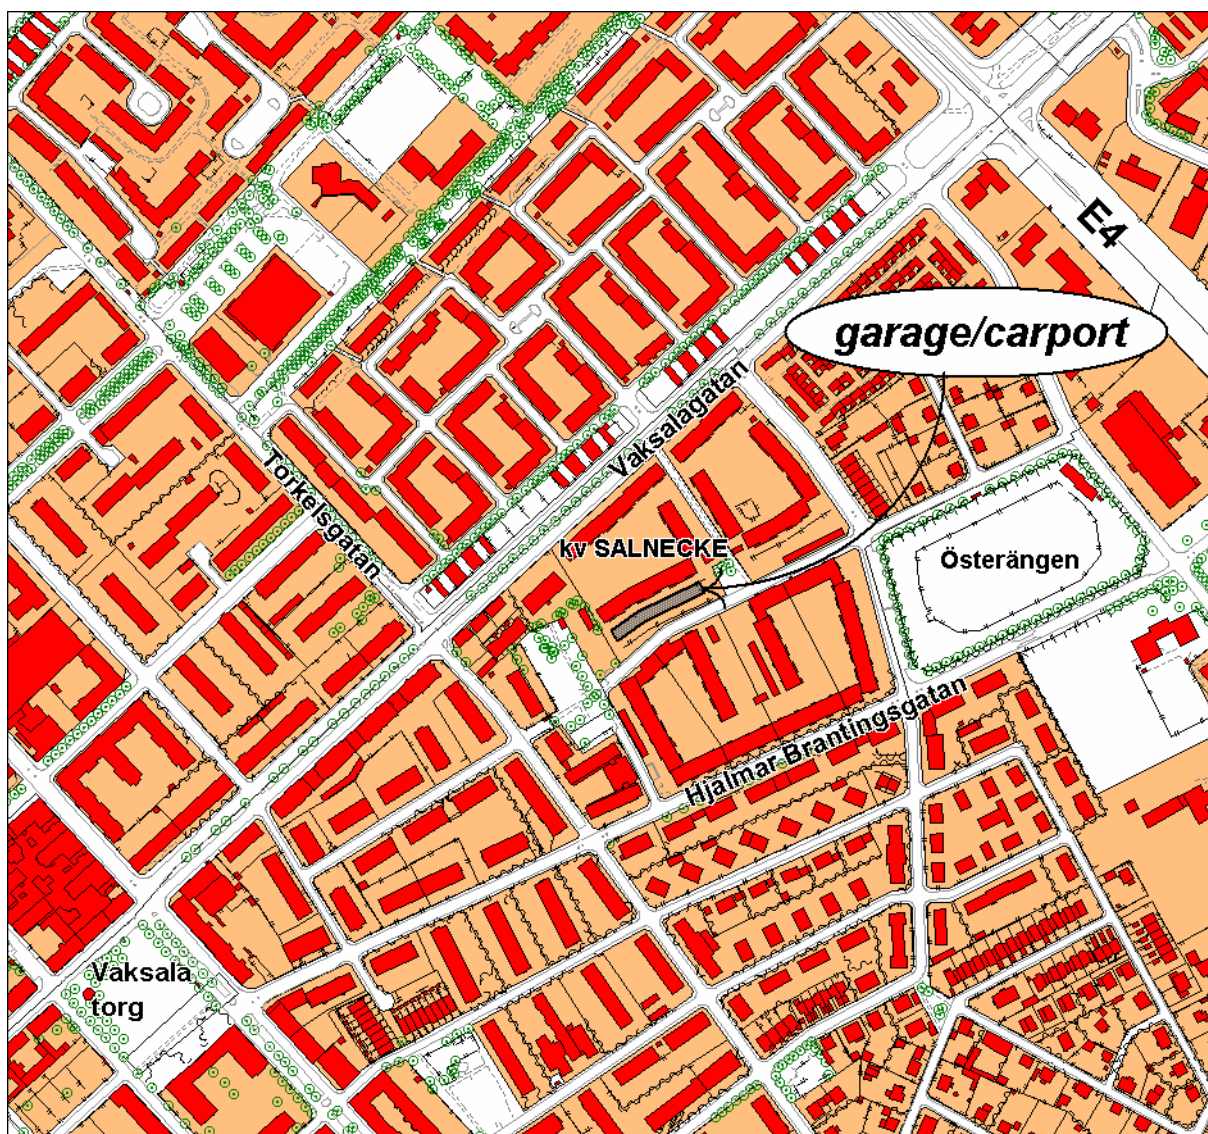 E4
garage/carport
Vaksalagatan
Torkelsgatan
kv SALNECKE
Österängen
Hjalmar Brantingsgatan
Vaksala
torg